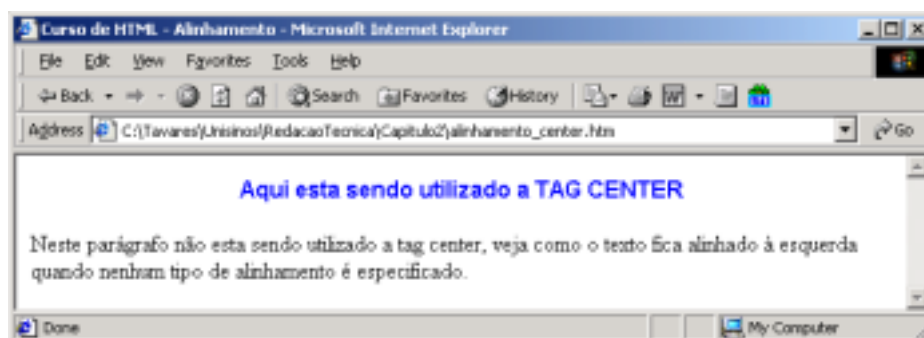 Curso de HTML - Alinhamento - Microsoft Internet Explorer
File Edit View Favorites Tools Help
Back Search Favorites History
Address C:\Tavares\Unisinos\RedacaoTecnica\Capitulo2\alinhamento_center.htm Go
Aqui esta sendo utilizado a TAG CENTER
Neste parágrafo não esta sendo utilizado a tag center, veja como o texto fica alinhado à esquerda
quando nenhum tipo de alinhamento é especificado.
Done My Computer